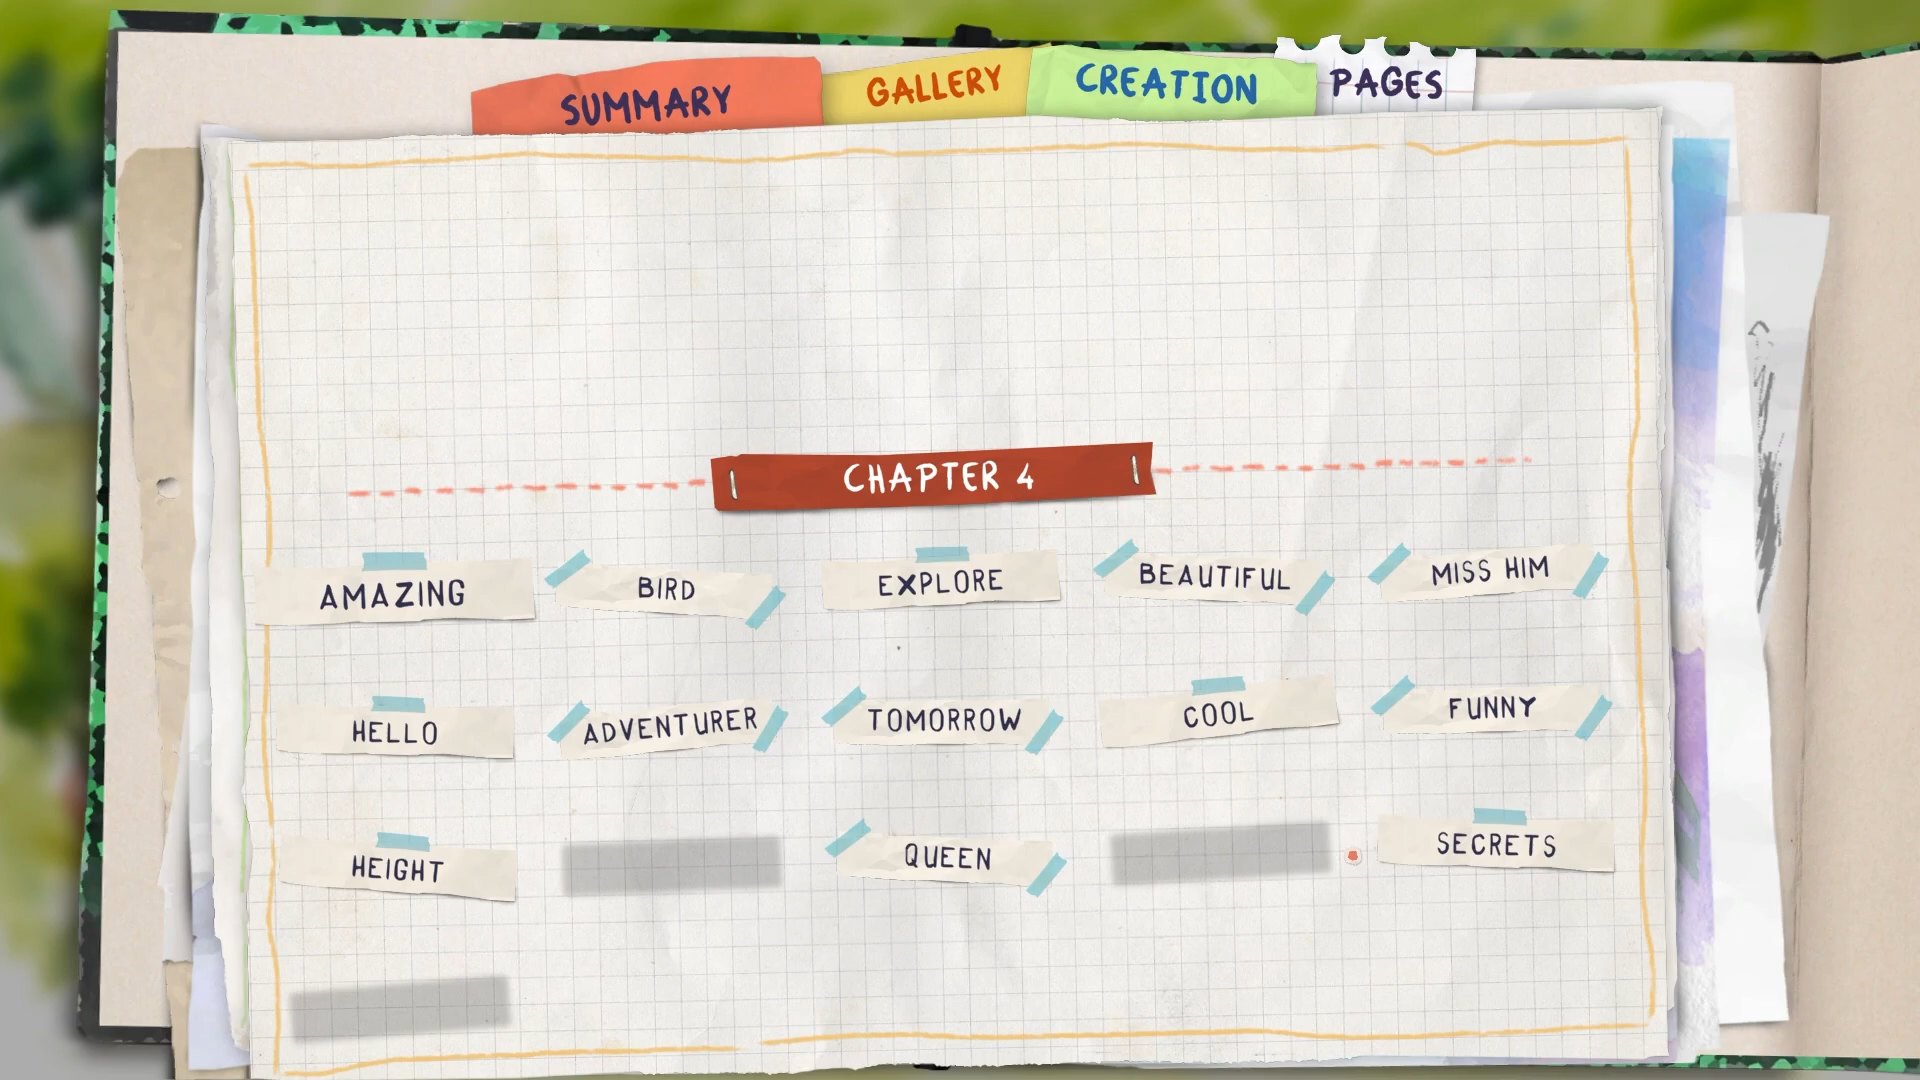 SUMMARY
GALLERY
CREATION
PAGES
CHAPTER 4
AMAZING
BIRD
EXPLORE
BEAUTIFUL
MISS HIM
HELLO
ADVENTURER
TOMORROW
COOL
FUNNY
HEIGHT
QUEEN
SECRETS